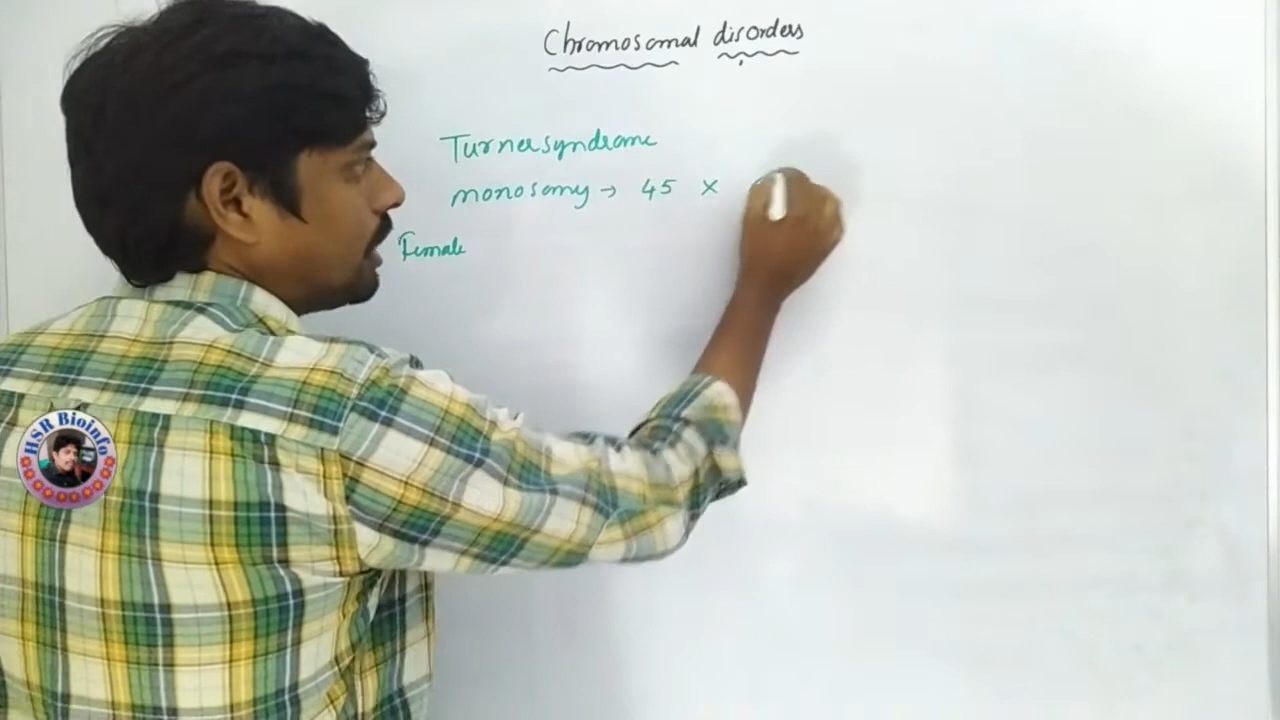 Chromosomal disorders
Turner syndrome
monosomy → 45 X
Female
HSR Bioinfo